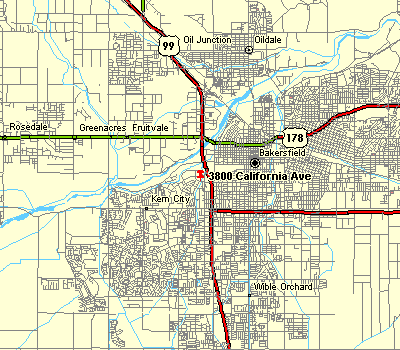 Oil Junction
Oildale
99
Rosedale
Greenacres
Fruitvale
178
Bakersfield
3800 California Ave
Kern City
Wible Orchard